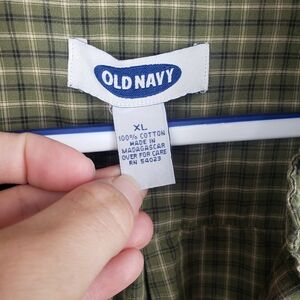 OLD NAVY
XL
100% COTTON
MADE IN
MADAGASCAR
OVER FOR CARE
RN 54023